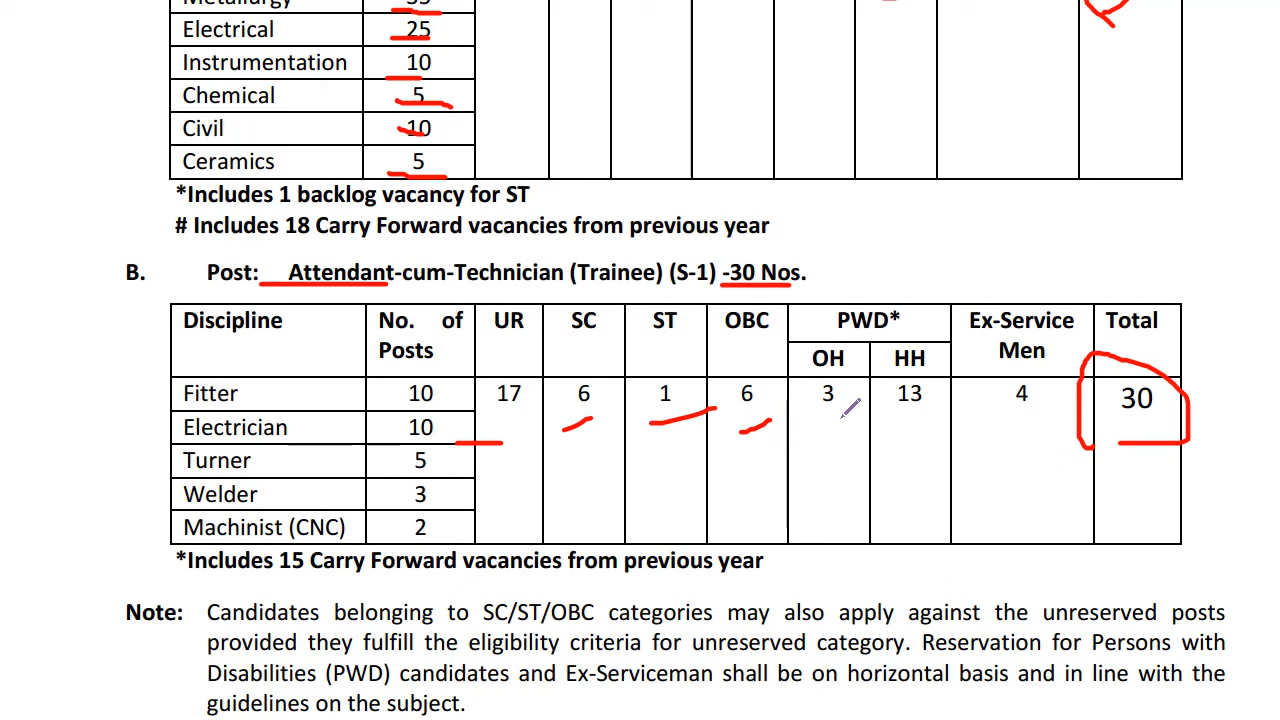 Metallurgy 35
Electrical 25
Instrumentation 10
Chemical 5
Civil 10
Ceramics 5
*Includes 1 backlog vacancy for ST
# Includes 18 Carry Forward vacancies from previous year
B. Post: Attendant-cum-Technician (Trainee) (S-1) -30 Nos.
Discipline No. of Posts UR SC ST OBC PWD* Ex-Service Men Total
OH HH
Fitter 10 17 6 1 6 3 13 4 30
Electrician 10
Turner 5
Welder 3
Machinist (CNC) 2
*Includes 15 Carry Forward vacancies from previous year
Note: Candidates belonging to SC/ST/OBC categories may also apply against the unreserved posts
provided they fulfill the eligibility criteria for unreserved category. Reservation for Persons with
Disabilities (PWD) candidates and Ex-Serviceman shall be on horizontal basis and in line with the
guidelines on the subject.